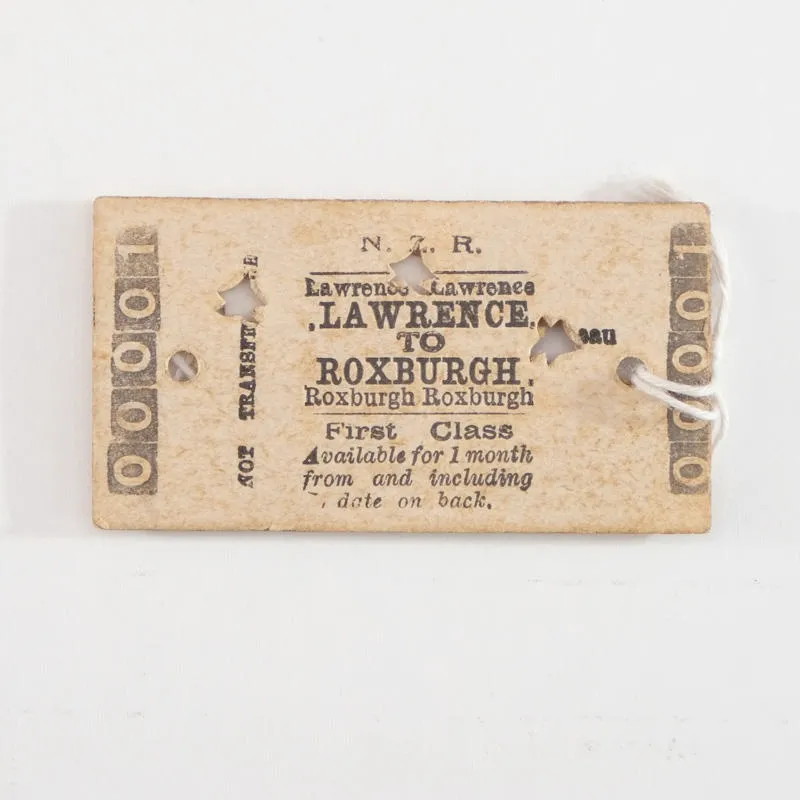 00001
NOT
N. Z. R.
Lawrence Lawrence
LAWRENCE
TO
ROXBURGH
Roxburgh Roxburgh
First Class
Available for 1 month
from and including
date on back.
00001